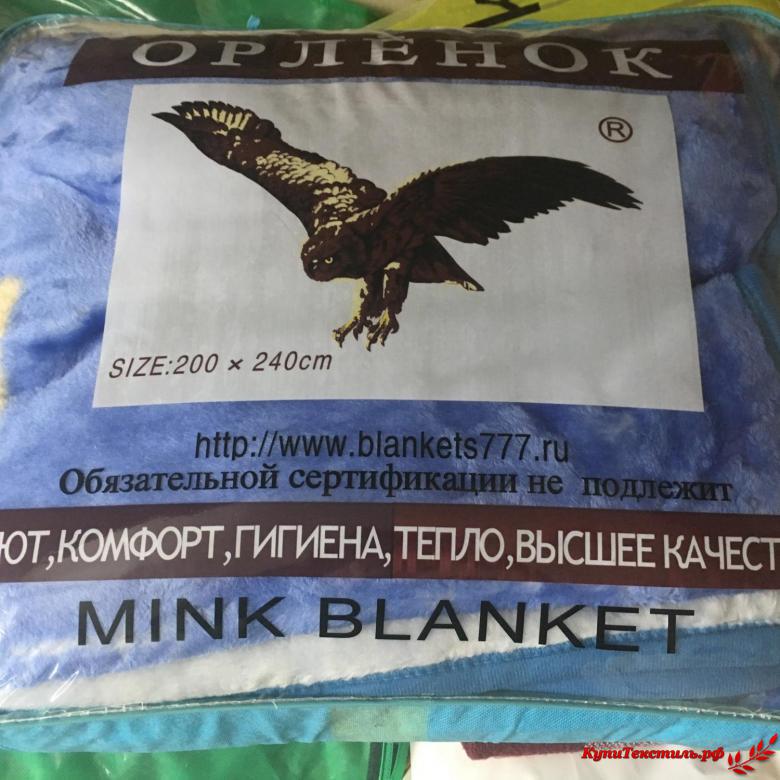 ОРЛЁНОК
®
SIZE:200 × 240cm
http://www.blankets777.ru
Обязательной сертификации не подлежит
ЮТ,КОМФОРТ,ГИГИЕНА,ТЕПЛО,ВЫСШЕЕ КАЧЕСТ
MINK BLANKET
КупиТекстиль.рф